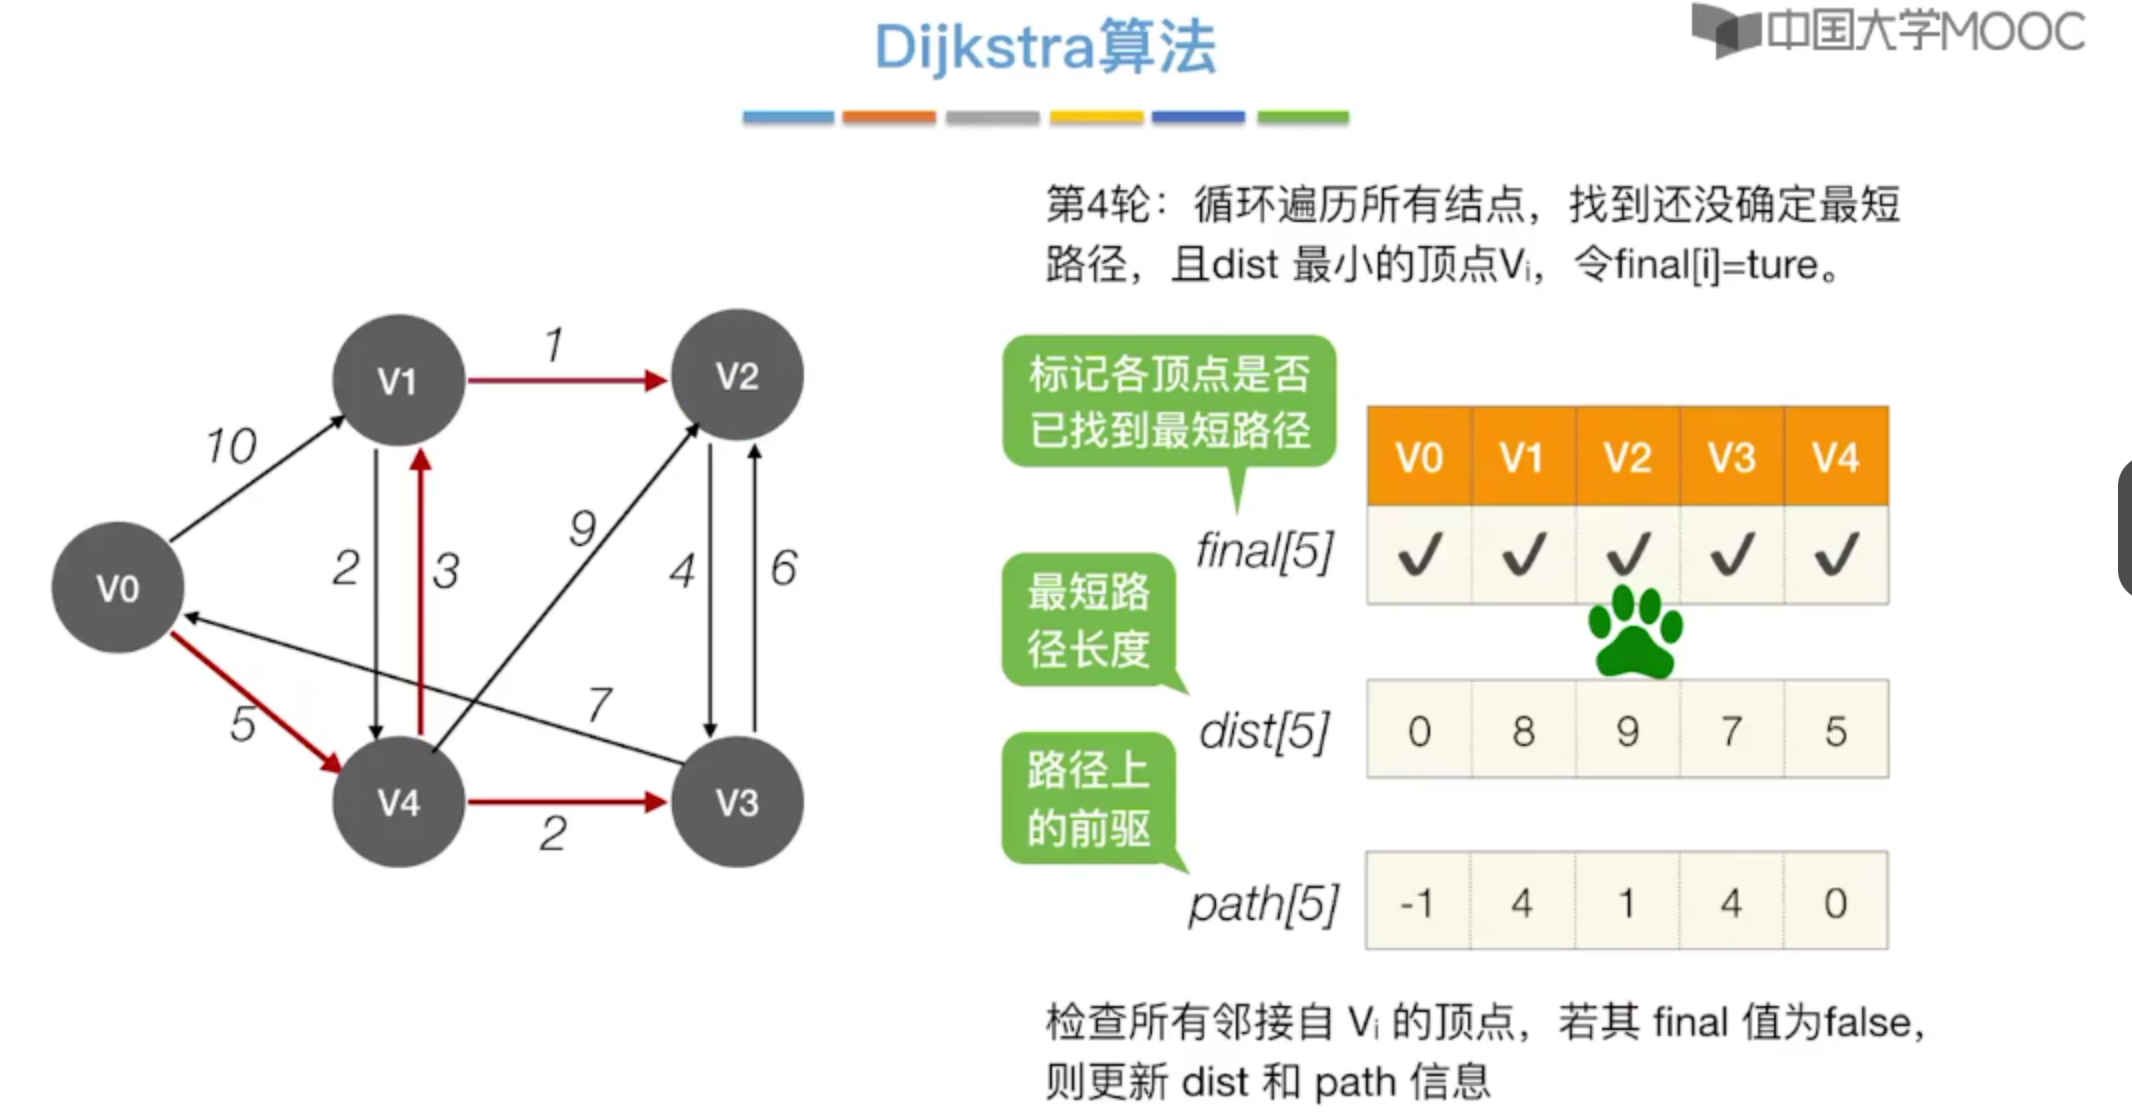 Dijkstra算法
中国大学MOOC
第4�：循环遍历所有结点，找到还没确定最短
路径，且dist 最小的顶点Vi，令final[i]=ture。
V1
1
V2
10
2
3
9
4
6
V0
7
5
V4
2
V3
标记各顶点是否
已找到最短路径
V0 V1 V2 V3 V4
final[5] ✓ ✓ ✓ ✓ ✓
最短路
径长度
dist[5] 0 8 9 7 5
路径上
的前驱
path[5] -1 4 1 4 0
检查所有邻接自 Vi 的顶点，若其 final 值为false，
则更新 dist 和 path 信息